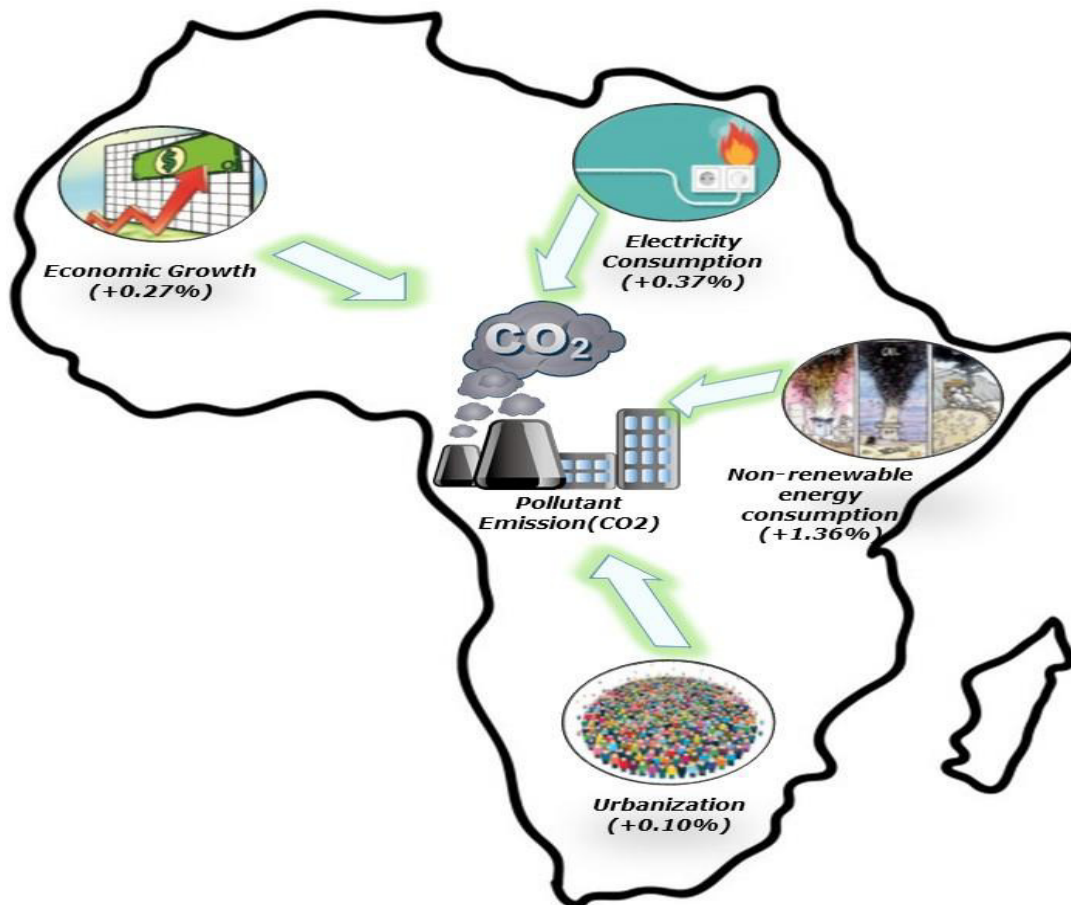 Economic Growth
(+0.27%)
Electricity
Consumption
(+0.37%)
CO2
OIL
Non-renewable
energy
consumption
(+1.36%)
Pollutant
Emission(CO2)
Urbanization
(+0.10%)